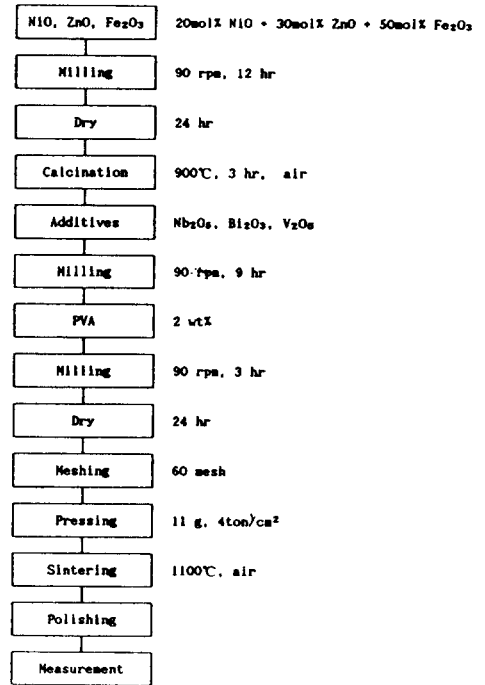 NiO, ZnO, Fe₂O₃ 20mol% NiO + 30mol% ZnO + 50mol% Fe₂O₃
Milling 90 rpm, 12 hr
Dry 24 hr
Calcination 900℃, 3 hr, air
Additives Nb₂O₅, Bi₂O₃, V₂O₅
Milling 90 rpm, 9 hr
PVA 2 wt%
Milling 90 rpm, 3 hr
Dry 24 hr
Meshing 60 mesh
Pressing 11 g, 4ton/cm²
Sintering 1100℃, air
Polishing
Measurement